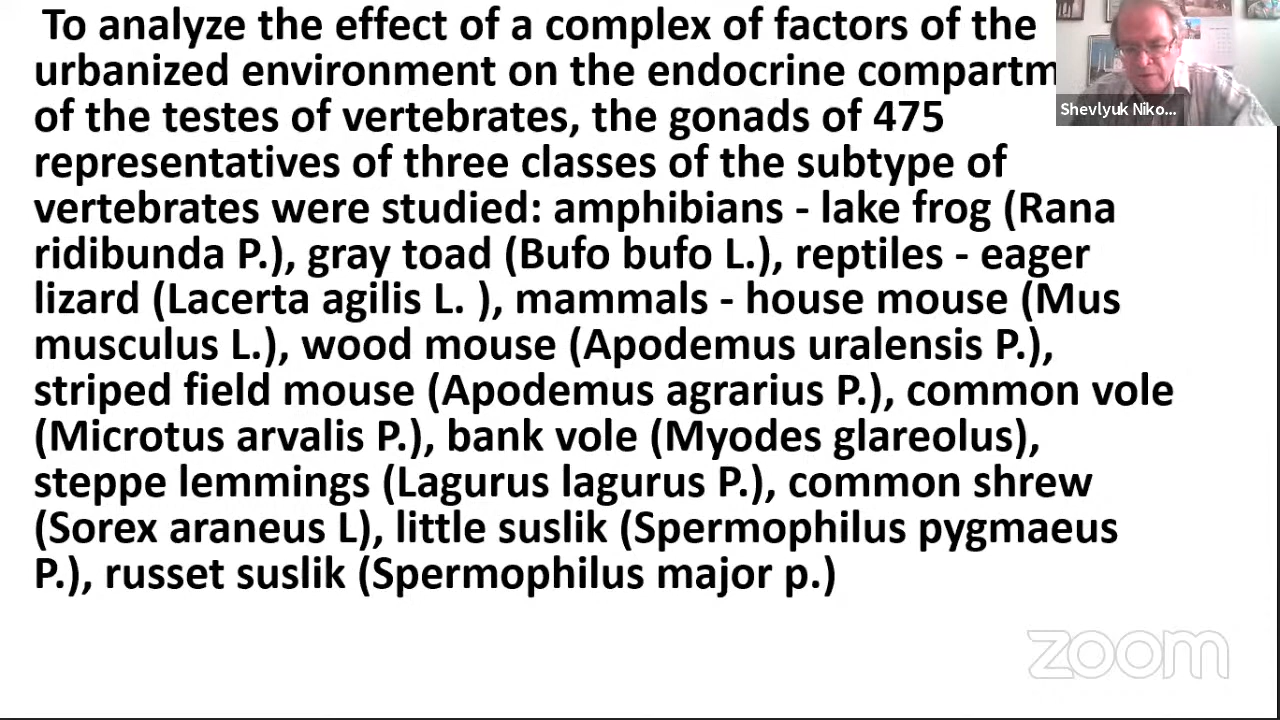 To analyze the effect of a complex of factors of the
urbanized environment on the endocrine compartm
of the testes of vertebrates, the gonads of 475
representatives of three classes of the subtype of
vertebrates were studied: amphibians - lake frog (Rana
ridibunda P.), gray toad (Bufo bufo L.), reptiles - eager
lizard (Lacerta agilis L. ), mammals - house mouse (Mus
musculus L.), wood mouse (Apodemus uralensis P.),
striped field mouse (Apodemus agrarius P.), common vole
(Microtus arvalis P.), bank vole (Myodes glareolus),
steppe lemmings (Lagurus lagurus P.), common shrew
(Sorex araneus L), little suslik (Spermophilus pygmaeus
P.), russet suslik (Spermophilus major p.)
Shevlyuk Niko...
zoom